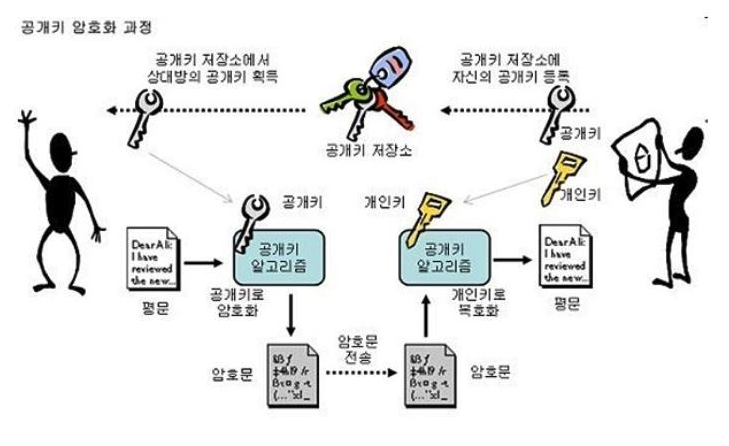 공개키 암호화 과정
공개키 저장소에서
상대방의 공개키 획득
공개키 저장소에
자신의 공개키 등록
공개키 저장소
공개키
개인키
공개키
개인키
공개키
알고리즘
공개키
알고리즘
Dear Ali:
I have
reviewed
the new...
평문
공개키로
암호화
개인키로
복호화
Dear Ali:
I have
reviewed
the new...
평문
암호문
암호문
전송
암호문